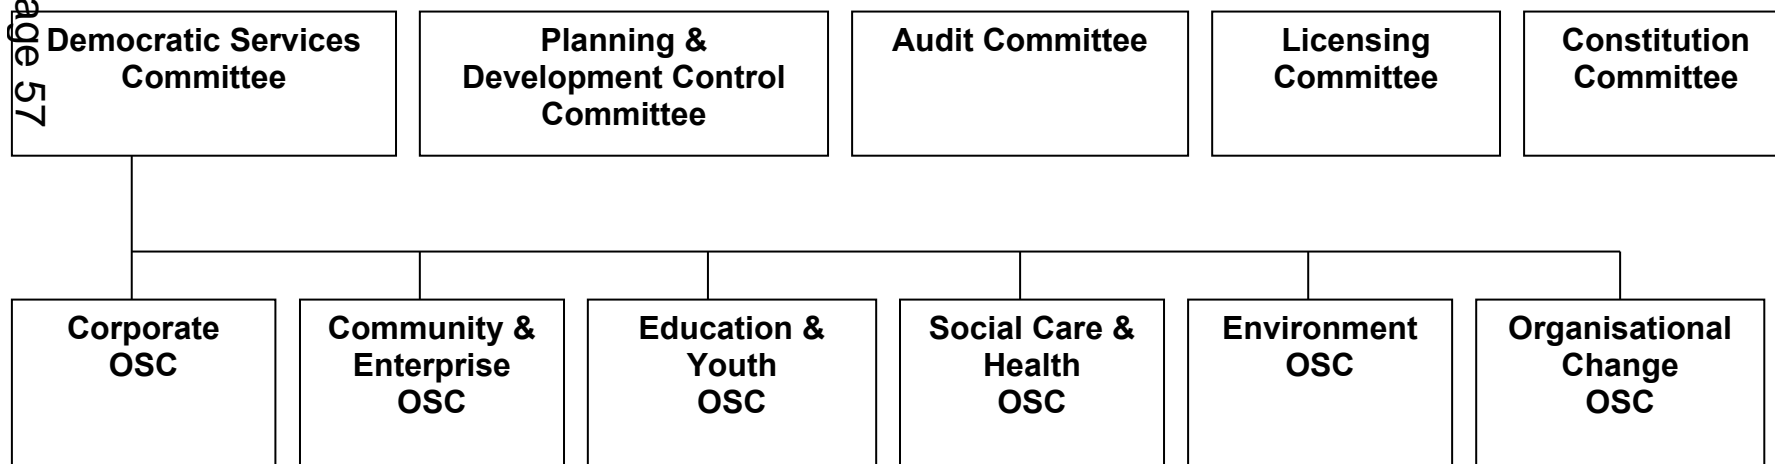 age 57
Democratic Services
Committee
Planning &
Development Control
Committee
Audit Committee
Licensing
Committee
Constitution
Committee
Corporate
OSC
Community &
Enterprise
OSC
Education &
Youth
OSC
Social Care &
Health
OSC
Environment
OSC
Organisational
Change
OSC